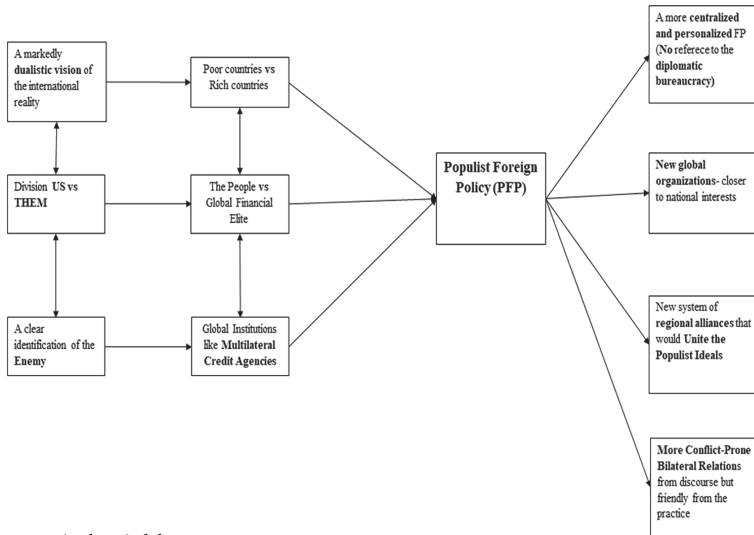 A markedly
dualistic vision of
the international
reality
Division US vs
THEM
A clear
identification of the
Enemy
Poor countries vs
Rich countries
The People vs
Global Financial
Elite
Global Institutions
like Multilateral
Credit Agencies
Populist Foreign
Policy (PFP)
A more centralized
and personalized FP
(No referece to the
diplomatic
bureaucracy)
New global
organizations- closer
to national interests
New system of
regional alliances that
would Unite the
Populist Ideals
More Conflict-Prone
Bilateral Relations
from discourse but
friendly from the
practice